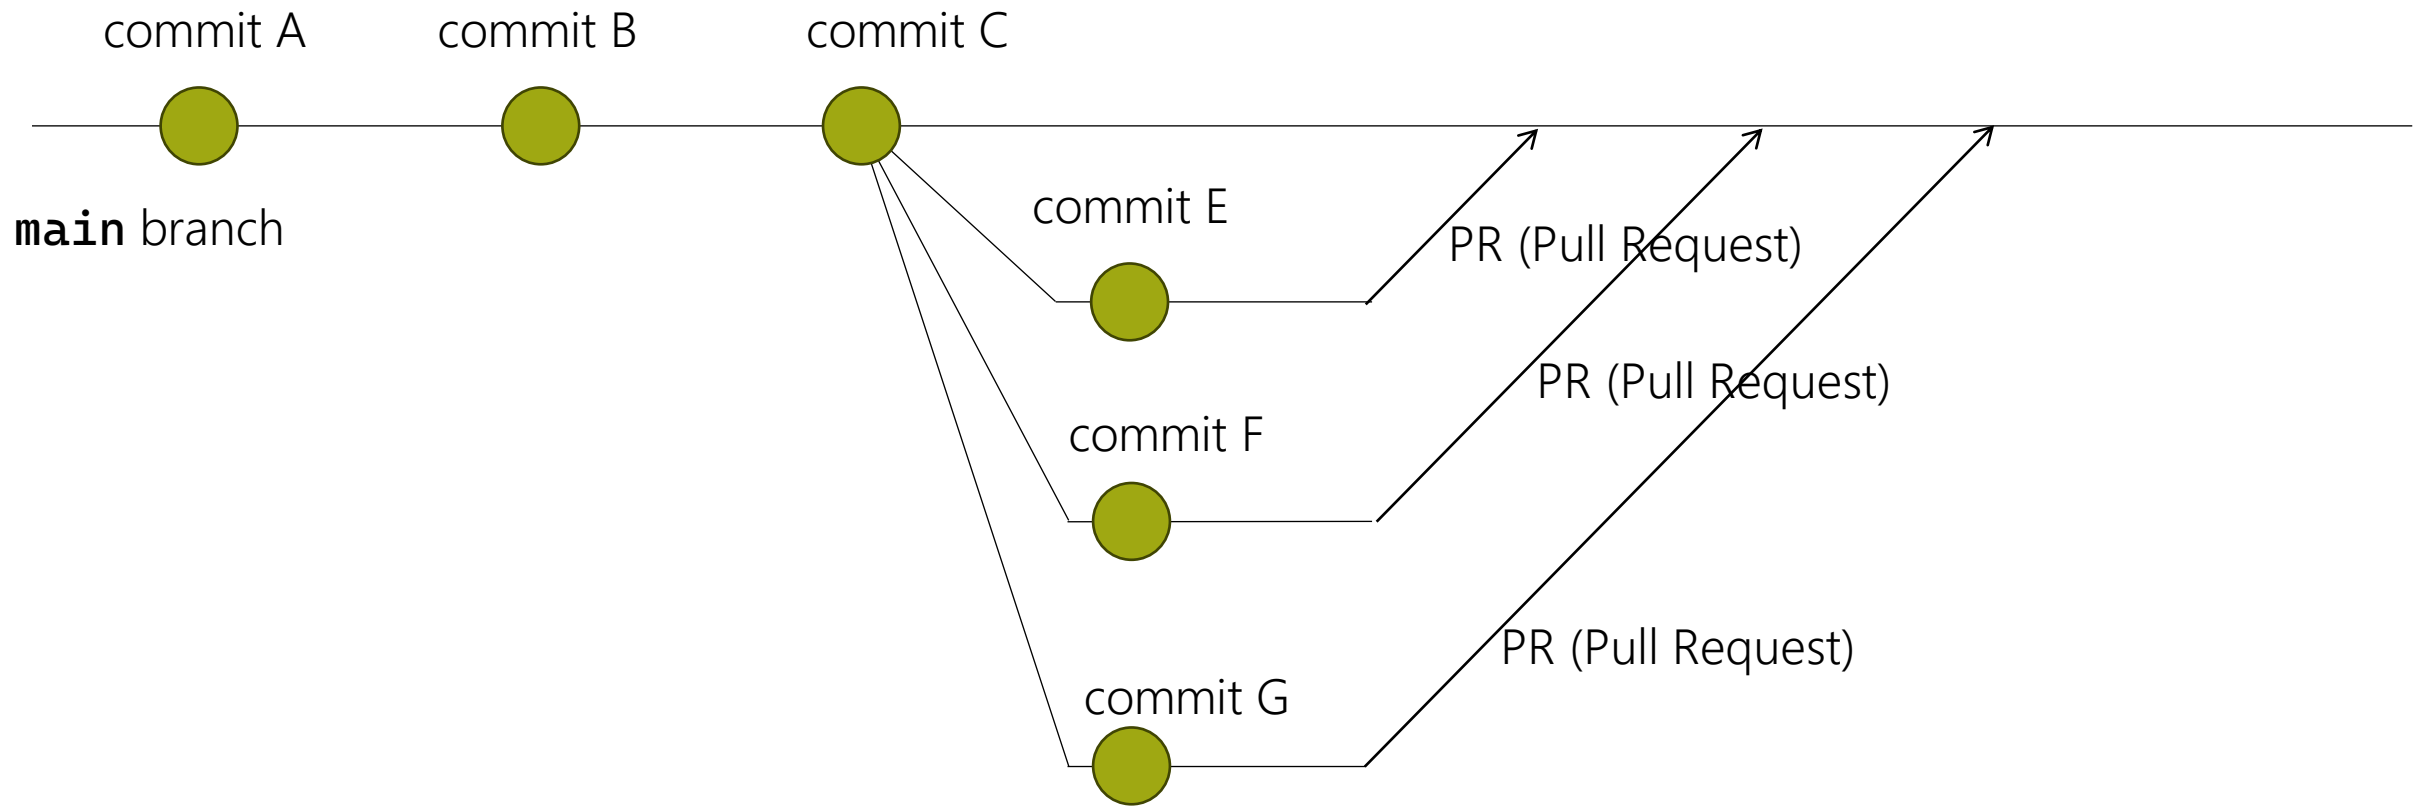 commit A
commit B
commit C
main branch
commit E
PR (Pull Request)
PR (Pull Request)
commit F
PR (Pull Request)
commit G